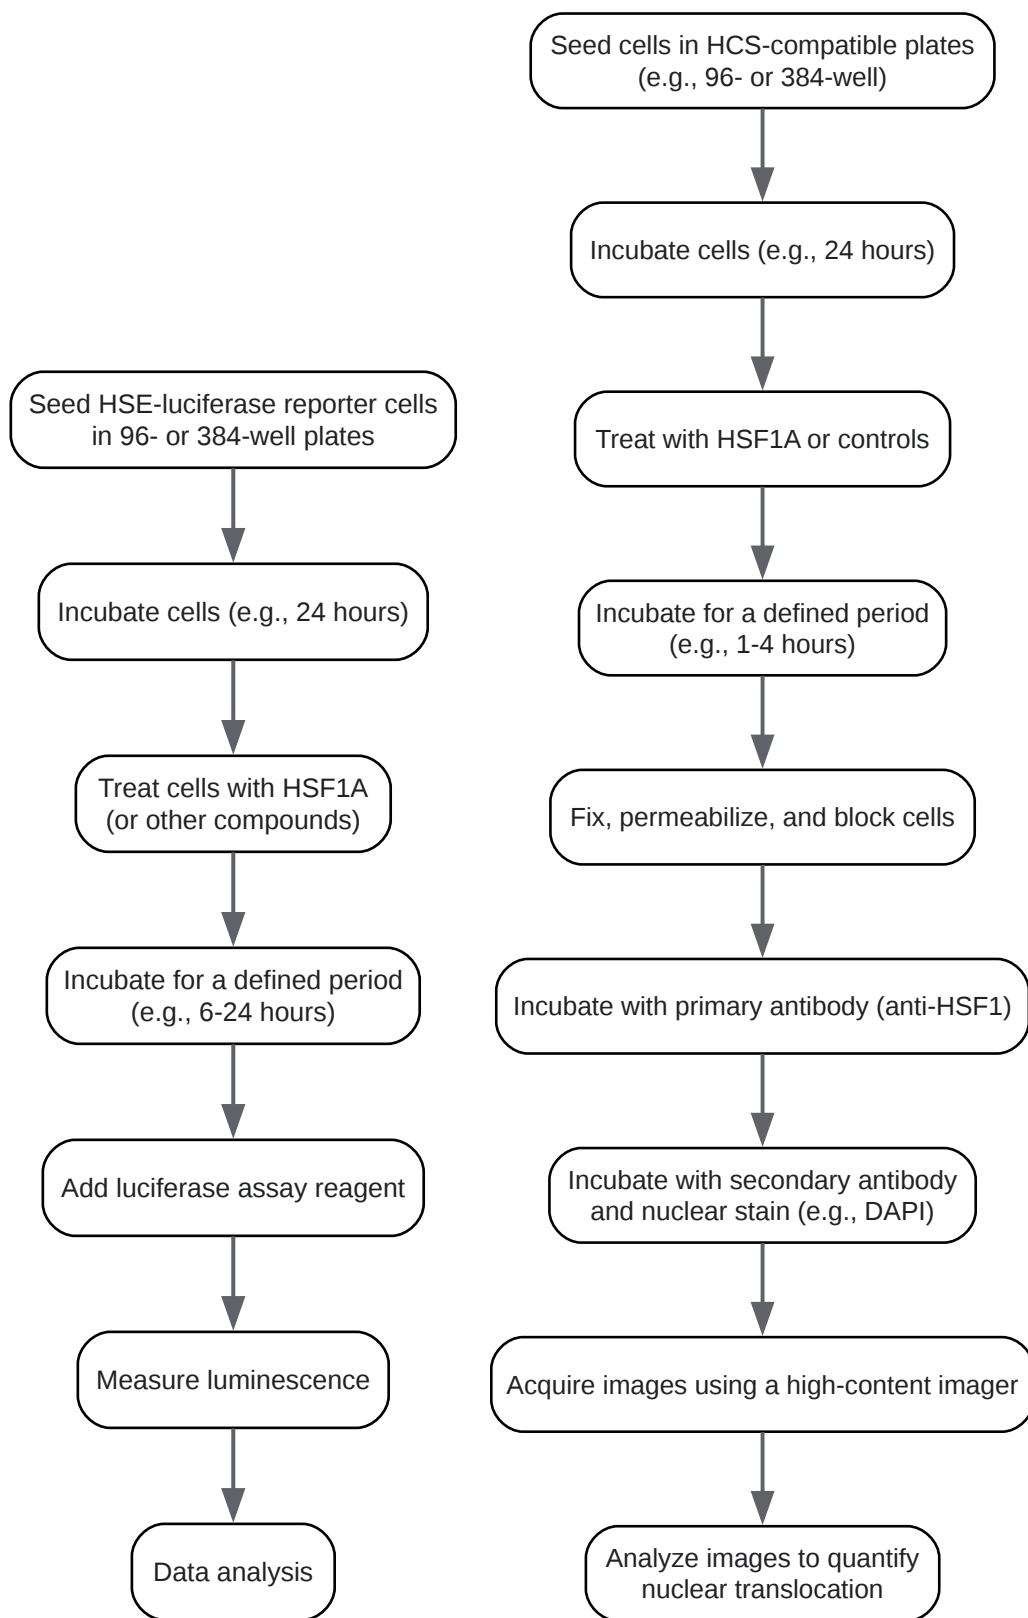 Seed HSE-luciferase reporter cells
in 96- or 384-well plates
Incubate cells (e.g., 24 hours)
Treat cells with HSF1A
(or other compounds)
Incubate for a defined period
(e.g., 6-24 hours)
Add luciferase assay reagent
Measure luminescence
Data analysis
Seed cells in HCS-compatible plates
(e.g., 96- or 384-well)
Incubate cells (e.g., 24 hours)
Treat with HSF1A or controls
Incubate for a defined period
(e.g., 1-4 hours)
Fix, permeabilize, and block cells
Incubate with primary antibody (anti-HSF1)
Incubate with secondary antibody
and nuclear stain (e.g., DAPI)
Acquire images using a high-content imager
Analyze images to quantify
nuclear translocation